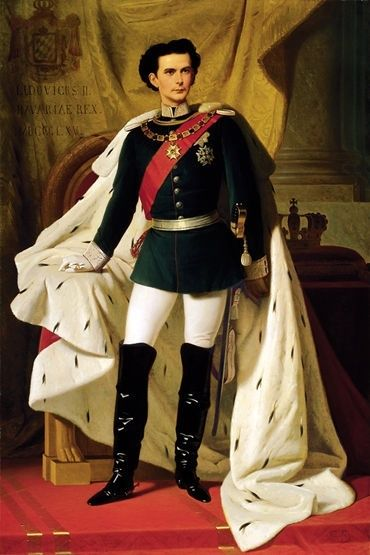 LUDOVICUS II.
BAVARIAE REX.
MDCCCLXV.